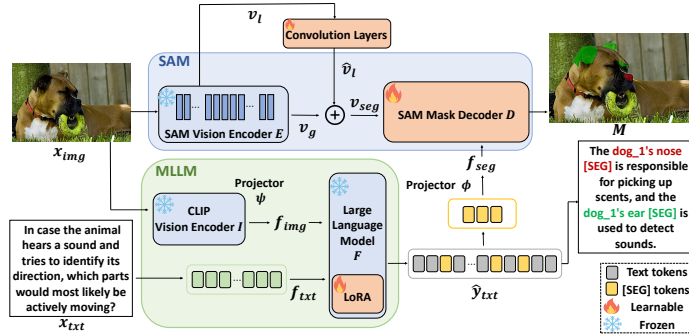 v_l
Convolution Layers
SAM
v̂_l
SAM Vision Encoder E
v_g
+
v_seg
SAM Mask Decoder D
x_img
M
f_seg
MLLM
Projector
ψ
CLIP
Vision Encoder I
f_img
Large
Language
Model
F
LoRA
Projector ϕ
In case the animal
hears a sound and
tries to identify its
direction, which parts
would most likely be
actively moving?
x_txt
...
f_txt
...
ŷ_txt
The dog_1's nose
[SEG] is responsible
for picking up
scents, and the
dog_1's ear [SEG] is
used to detect
sounds.
Text tokens
[SEG] tokens
Learnable
Frozen